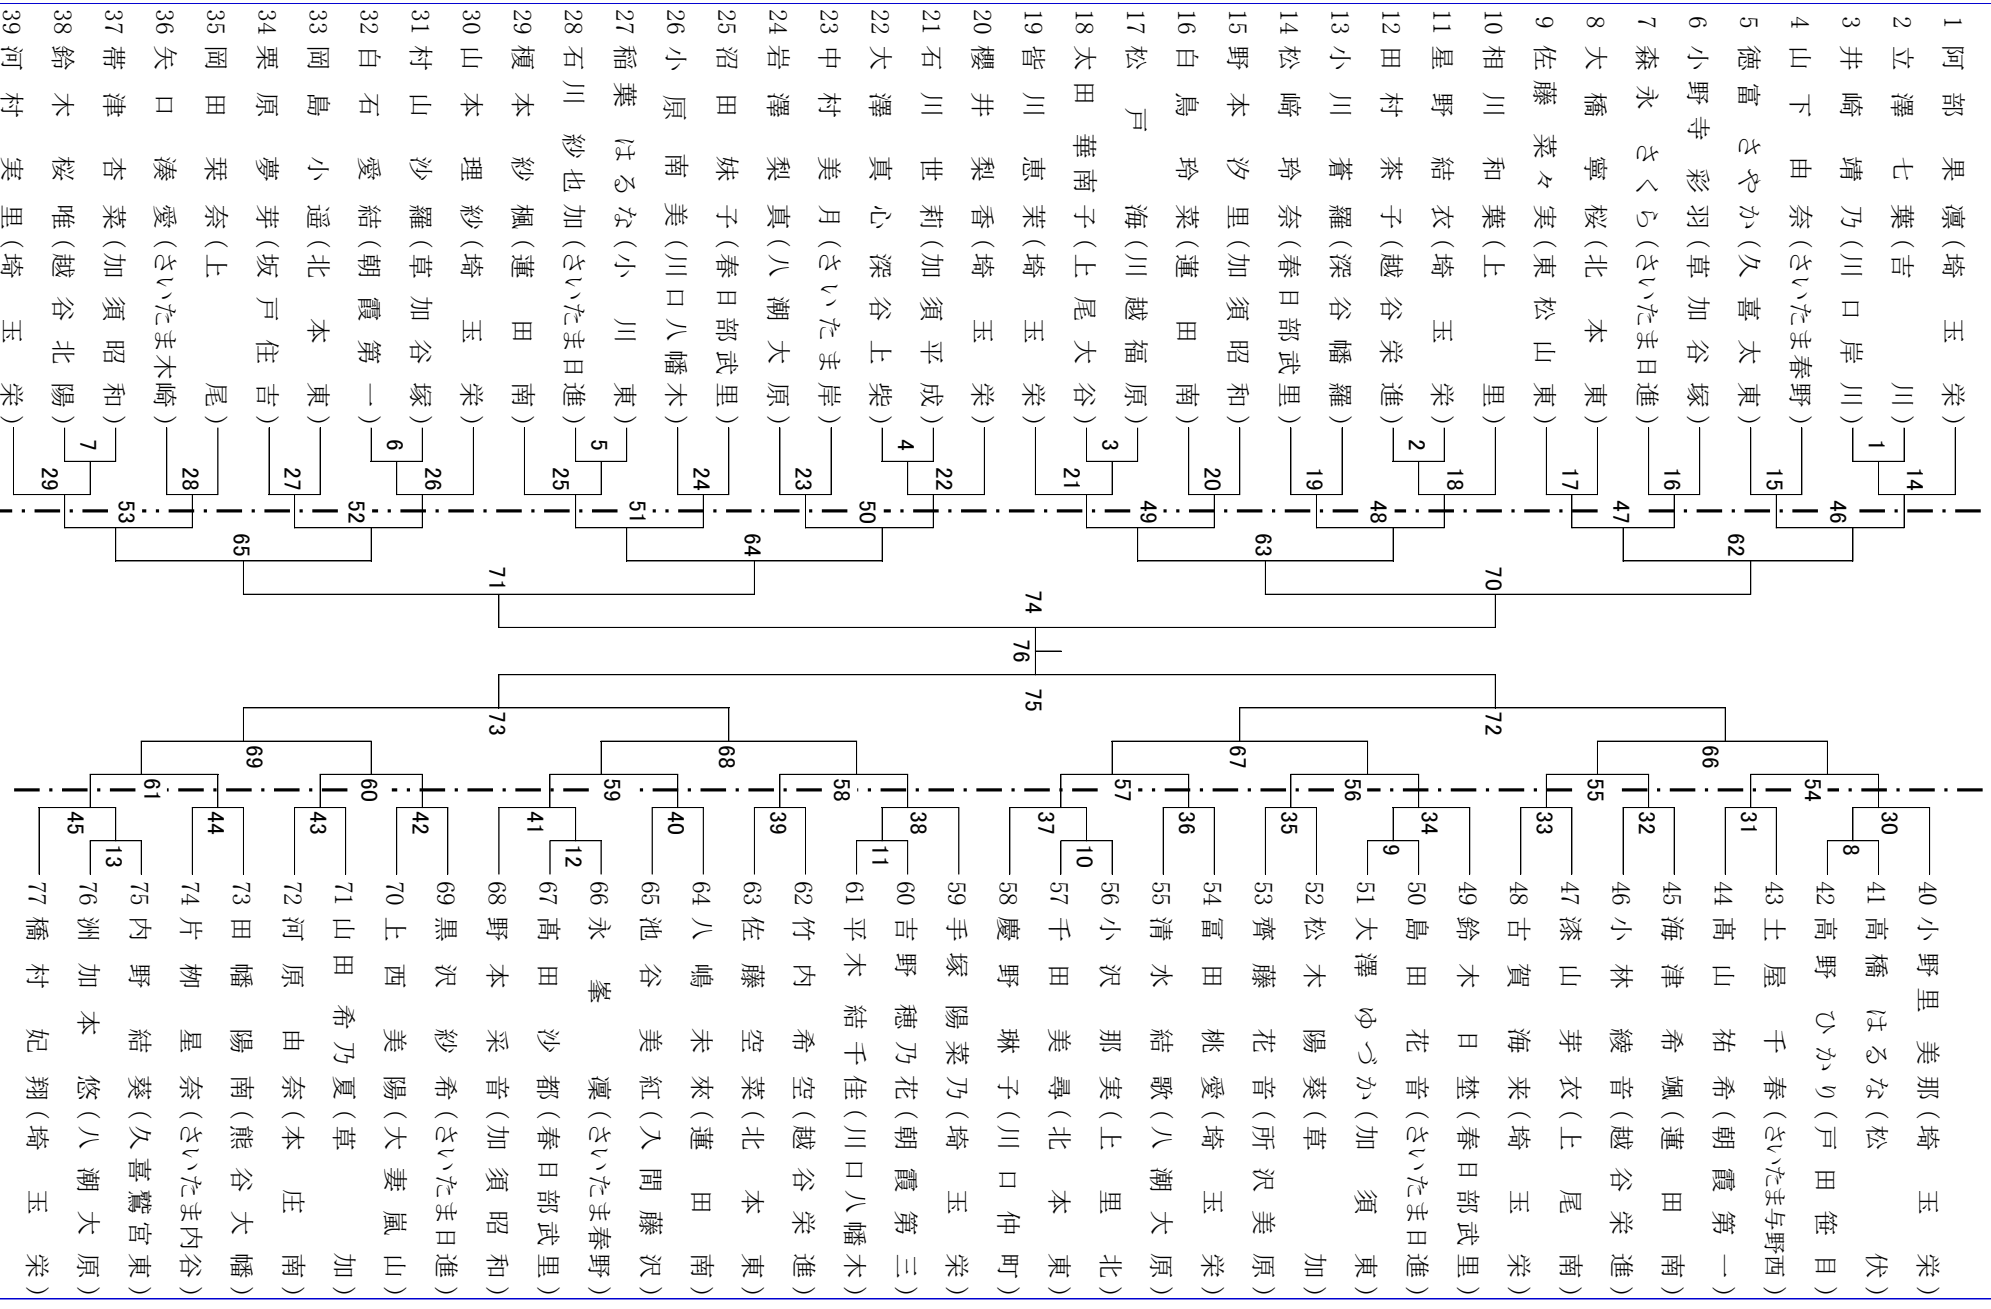 1 阿部 果凛(埼玉栄)
2 立澤 七葉(吉川)
3 井崎 靖乃(川口岸川)
4 山下 由奈(さいたま春野)
5 徳富 さやか(久喜太東)
6 小野寺 彩羽(草加谷塚)
7 森永 さくら(さいたま日進)
8 大橋 寧桜(北本東)
9 佐藤 菜々実(東松山東)
10 相川 和葉(上里)
11 星野 結衣(埼玉栄)
12 田村 茶子(越谷栄進)
13 小川 蒼羅(深谷幡羅)
14 松崎 玲奈(春日部武里)
15 野本 汐里(加須昭和)
16 白鳥 玲菜(蓮田南)
17 松戸 海(川越福原)
18 太田 華南子(上尾大谷)
19 皆川 恵茉(埼玉栄)
20 櫻井 梨香(埼玉栄)
21 石川 世莉(加須平成)
22 大澤 真心(深谷上柴)
23 中村 美月(さいたま岸)
24 岩澤 梨真(八潮大原)
25 沼田 妹子(春日部武里)
26 小原 南美(川口八幡木)
27 稲葉 はるな(小川東)
28 石川 紗也加(さいたま日進)
29 榎本 紗楓(蓮田南)
30 山本 理紗(埼玉栄)
31 村山 沙羅(草加谷塚)
32 白石 愛結(朝霞第一)
33 岡島 小遥(北本東)
34 栗原 夢芽(坂戸住吉)
35 岡田 栞奈(上尾)
36 矢口 湊愛(さいたま木崎)
37 帯津 杏菜(加須昭和)
38 鈴木 桜唯(越谷北陽)
39 河村 実里(埼玉栄)
1
2
3
4
5
6
7
14
15
16
17
18
19
20
21
22
23
24
25
26
27
28
29
46
47
48
49
50
51
52
53
62
63
64
65
70
71
74
76
75
72
73
66
67
68
69
54
55
56
57
58
59
60
61
30
31
32
33
34
35
36
37
38
39
40
41
42
43
44
45
8
9
10
11
12
13
40 小野里 美那(埼玉栄)
41 高橋 はるな(松伏)
42 高野 ひかり(戸田笹目)
43 土屋 千春(さいたま与野西)
44 髙山 祐希(朝霞第一)
45 海津 希颯(蓮田南)
46 小林 綾音(越谷栄進)
47 漆山 芽衣(上尾南)
48 古賀 海来(埼玉栄)
49 鈴木 日埜(春日部武里)
50 島田 花音(さいたま日進)
51 大澤 ゆづか(加須東)
52 松木 陽葵(草加)
53 齊藤 花音(所沢美原)
54 冨田 桃愛(埼玉栄)
55 清水 結歌(八潮大原)
56 小沢 那実(上里北)
57 千田 美尋(北本東)
58 慶野 琳子(川口仲町)
59 手塚 陽菜乃(埼玉栄)
60 吉野 穂乃花(朝霞第三)
61 平木 結千佳(川口八幡木)
62 竹内 希空(越谷栄進)
63 佐藤 空菜(北本東)
64 八嶋 未來(蓮田南)
65 池谷 美紅(入間藤沢)
66 永峯 凛(さいたま春野)
67 髙田 沙都(春日部武里)
68 野本 采音(加須昭和)
69 黒沢 紗希(さいたま日進)
70 上西 美陽(大妻嵐山)
71 山田 希乃夏(草加)
72 河原 由奈(本庄南)
73 田幡 陽南(熊谷大幡)
74 片栁 星奈(さいたま内谷)
75 内野 結葵(久喜鷲宮東)
76 洲加本 悠(八潮大原)
77 橋村 妃翔(埼玉栄)